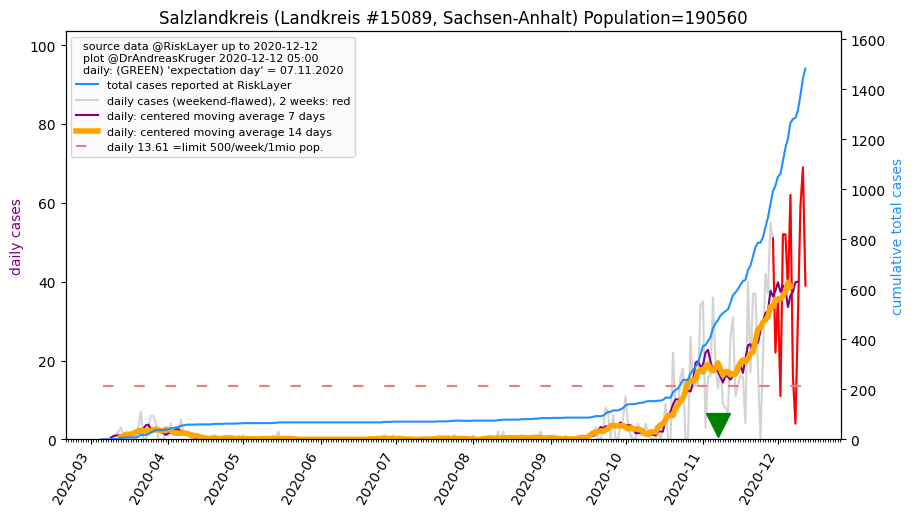 Salzlandkreis (Landkreis #15089, Sachsen-Anhalt) Population=190560
source data @RiskLayer up to 2020-12-12
plot @DrAndreasKruger 2020-12-12 05:00
daily: (GREEN) 'expectation day' = 07.11.2020
total cases reported at RiskLayer
daily cases (weekend-flawed), 2 weeks: red
daily: centered moving average 7 days
daily: centered moving average 14 days
daily 13.61 =limit 500/week/1mio pop.
daily cases
100
80
60
40
20
0
cumulative total cases
1600
1400
1200
1000
800
600
400
200
0
2020-03
2020-04
2020-05
2020-06
2020-07
2020-08
2020-09
2020-10
2020-11
2020-12